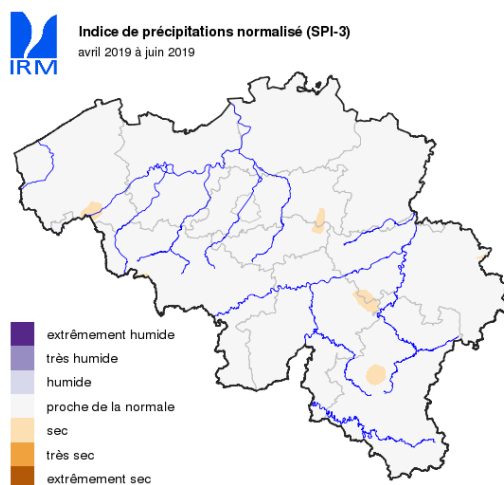 Indice de précipitations normalisé (SPI-3)
avril 2019 à juin 2019
IRM
extrêmement humide
très humide
humide
proche de la normale
sec
très sec
extrêmement sec